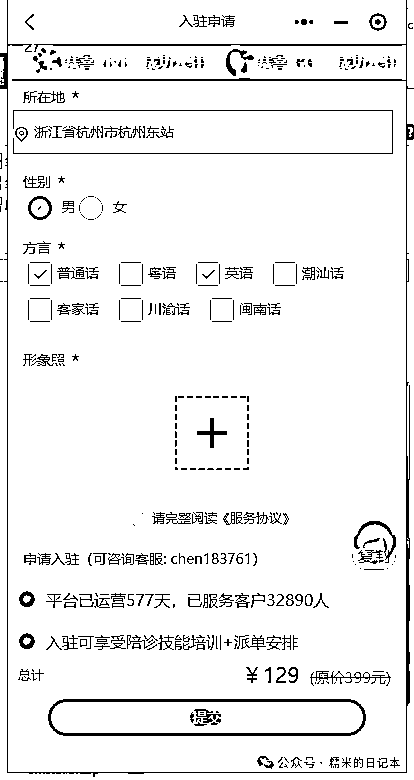 入驻申请
所在地 *
浙江省杭州市杭州东站
性别 *
男 女
方言 *
普通话 粤语 英语 潮汕话
客家话 川渝话 闽南话
形象照 *
请完整阅读《服务协议》
复制
申请入驻（可咨询客服: chen183761）
平台已运营577天，已服务客户32890人
入驻可享受陪诊技能培训+派单安排
总计 ￥129 (原价399元)
提交
公众号 · 糯米的日记本